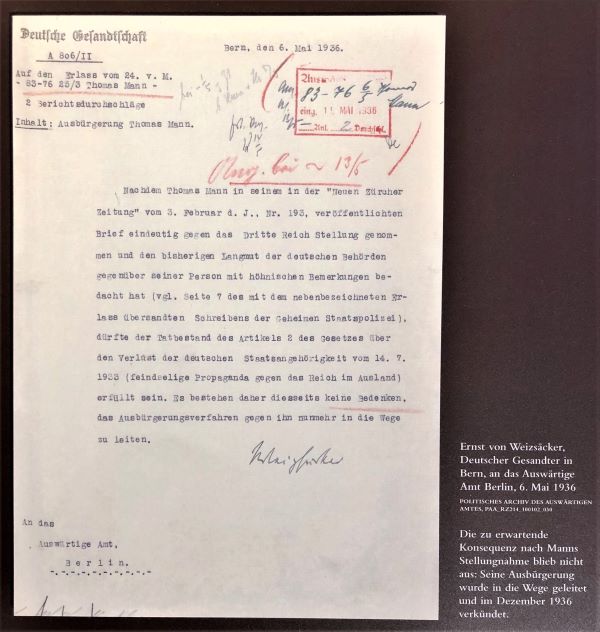 Deutsche Gesandtschaft
A 806/II
Bern, den 6. Mai 1936.
Auf den Erlass vom 24. v. M.
- 83-76 25/3 Thomas Mann -
2 Berichtsdurchschläge
Inhalt: Ausbürgerung Thomas Mann.
83-76 6/5
eing. MAI 1936
Anl. 2 Durchschl.
13/5
Nachdem Thomas Mann in seinem in der "Neuen Zürcher
Zeitung" vom 3. Februar d. J., Nr. 193, veröffentlichten
Brief eindeutig gegen das Dritte Reich Stellung genom-
men und den bisherigen Langmut der deutschen Behörden
gegenüber seiner Person mit höhnischen Bemerkungen be-
dacht hat (vgl. Seite 7 des mit dem nebenbezeichneten Er-
lass übersandten Schreibens der Geheimen Staatspolizei),
dürfte der Tatbestand des Artikels 2 des Gesetzes über
den Verlust der deutschen Staatsangehörigkeit vom 14. 7.
1933 (feindselige Propaganda gegen das Reich im Ausland)
erfüllt sein. Es bestehen daher diesseits keine Bedenken,
das Ausbürgerungsverfahren gegen ihn nunmehr in die Wege
zu leiten.
Weizsäcker
An das
Auswärtige Amt,
Berlin.
Ernst von Weizsäcker,
Deutscher Gesandter in
Bern, an das Auswärtige
Amt Berlin, 6. Mai 1936
POLITISCHES ARCHIV DES AUSWÄRTIGEN
AMTES, PAA_RZ214_100102_030
Die zu erwartende
Konsequenz nach Manns
Stellungnahme blieb nicht
aus: Seine Ausbürgerung
wurde in die Wege geleitet
und im Dezember 1936
verkündet.